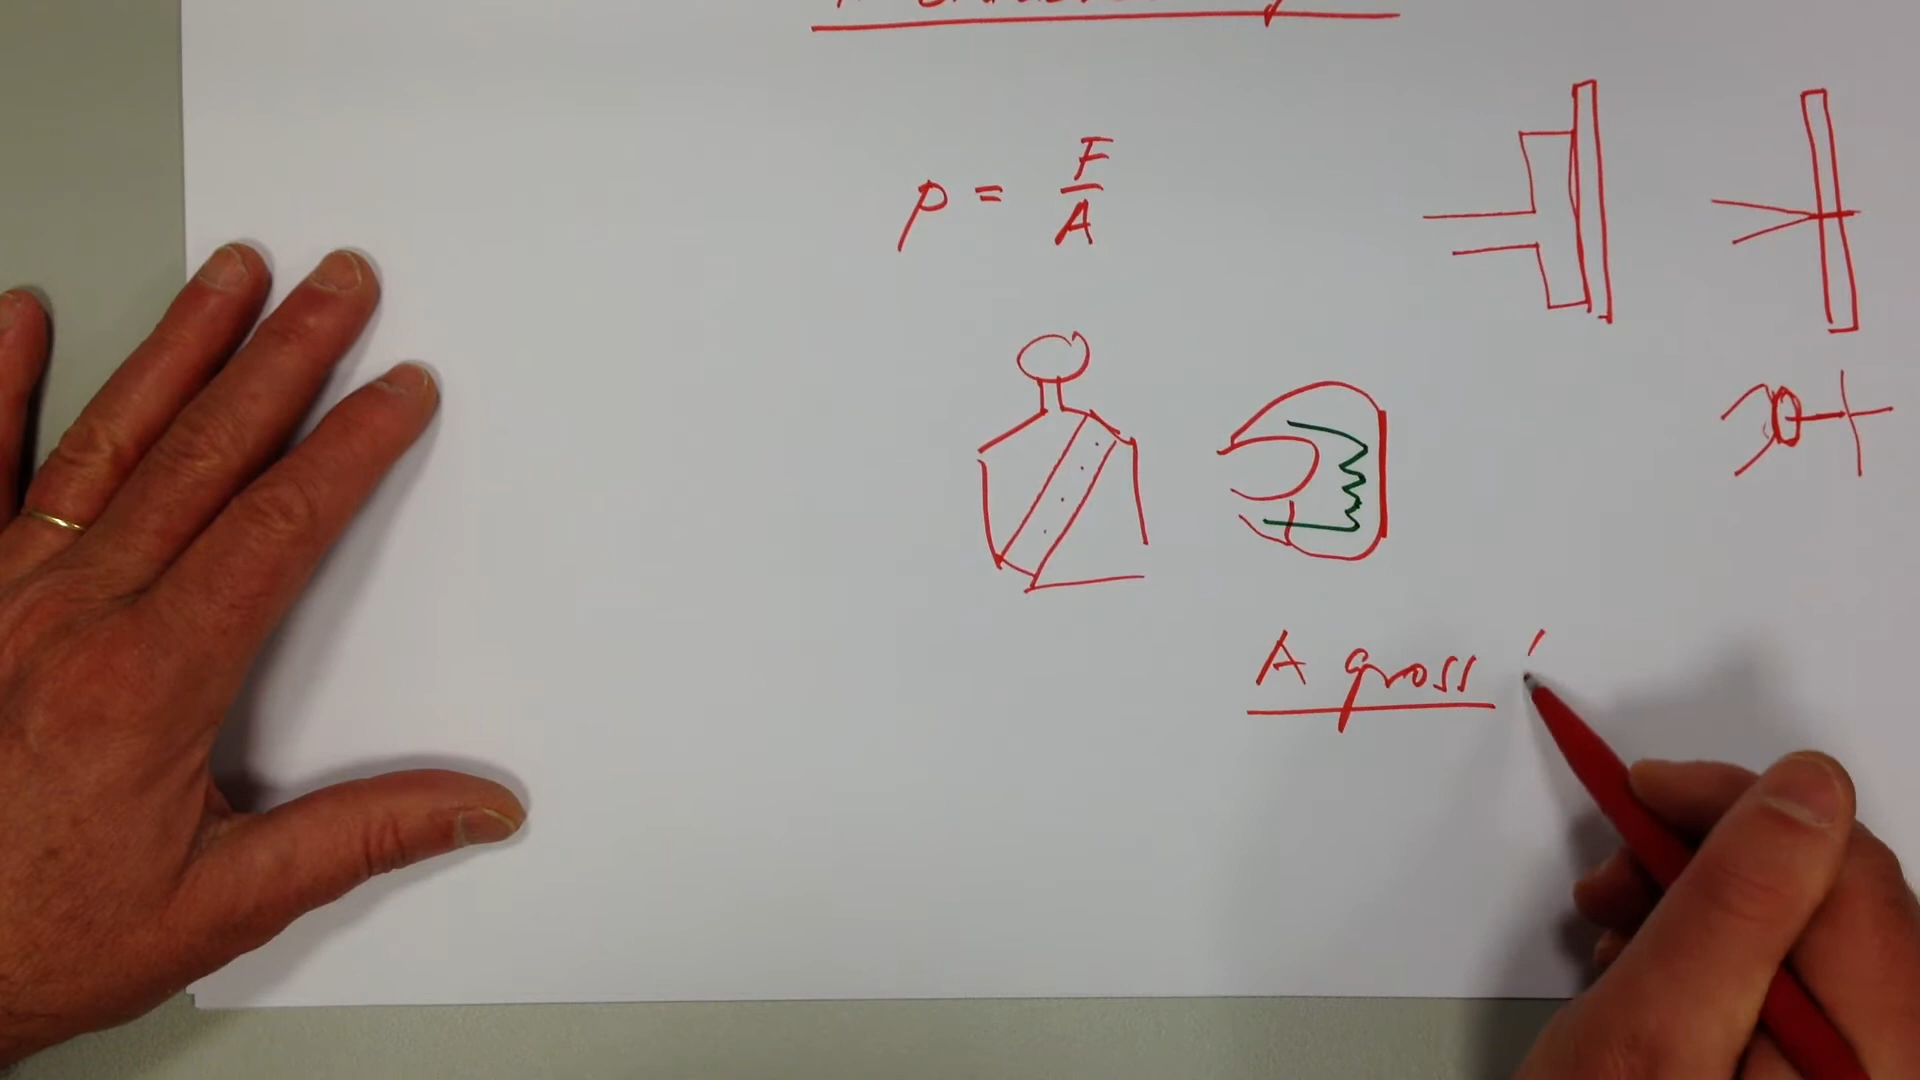 p = F/A
A gross